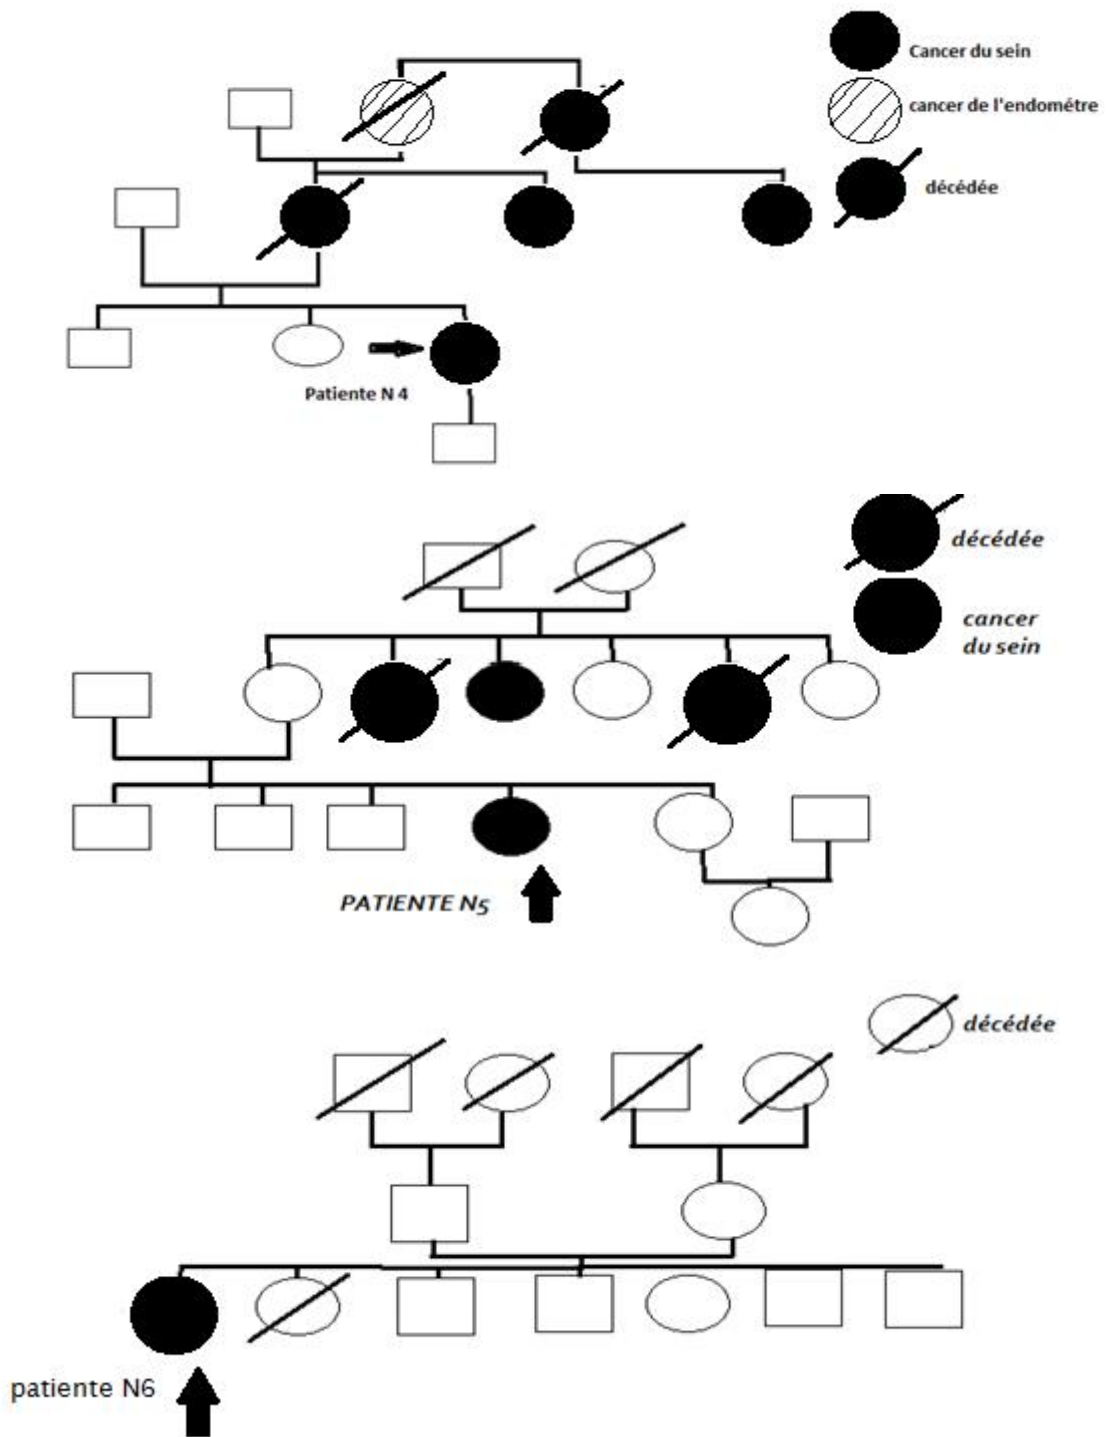 Cancer du sein
cancer de l'endométre
décédée
Patiente N 4
décédée
cancer
du sein
PATIENTE N5
décédée
patiente N6